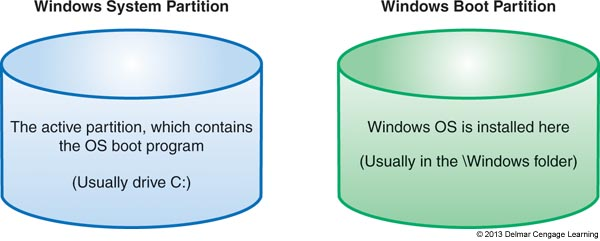 Windows System Partition
The active partition, which contains
the OS boot program
(Usually drive C:)
Windows Boot Partition
Windows OS is installed here
(Usually in the \Windows folder)
© 2013 Delmar Cengage Learning